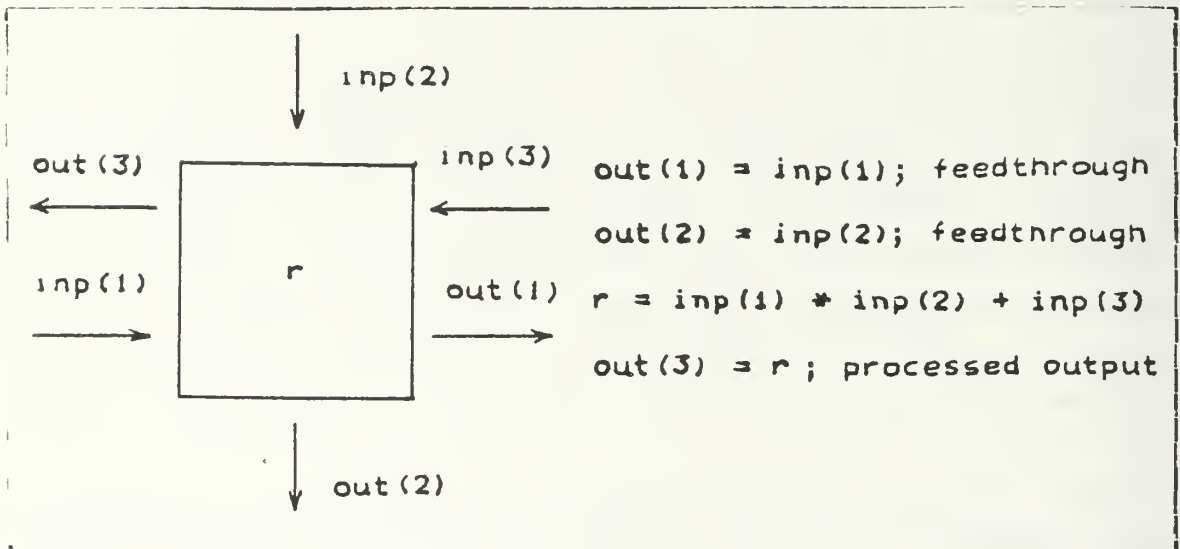 inp(2)
out(3)
inp(3)
out(1) = inp(1); feedthrough
out(2) = inp(2); feedthrough
r
inp(1)
out(1)
r = inp(1) * inp(2) + inp(3)
out(3) = r; processed output
out(2)